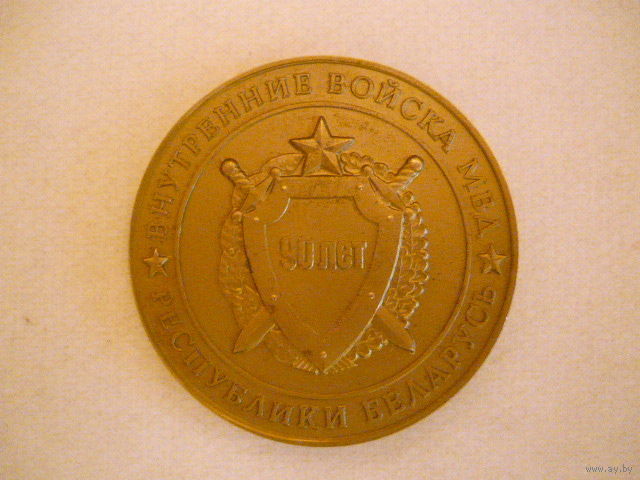 ВНУТРЕННИЕ ВОЙСКА МВД
РЕСПУБЛИКИ БЕЛАРУСЬ
90 лет
www.ay.by